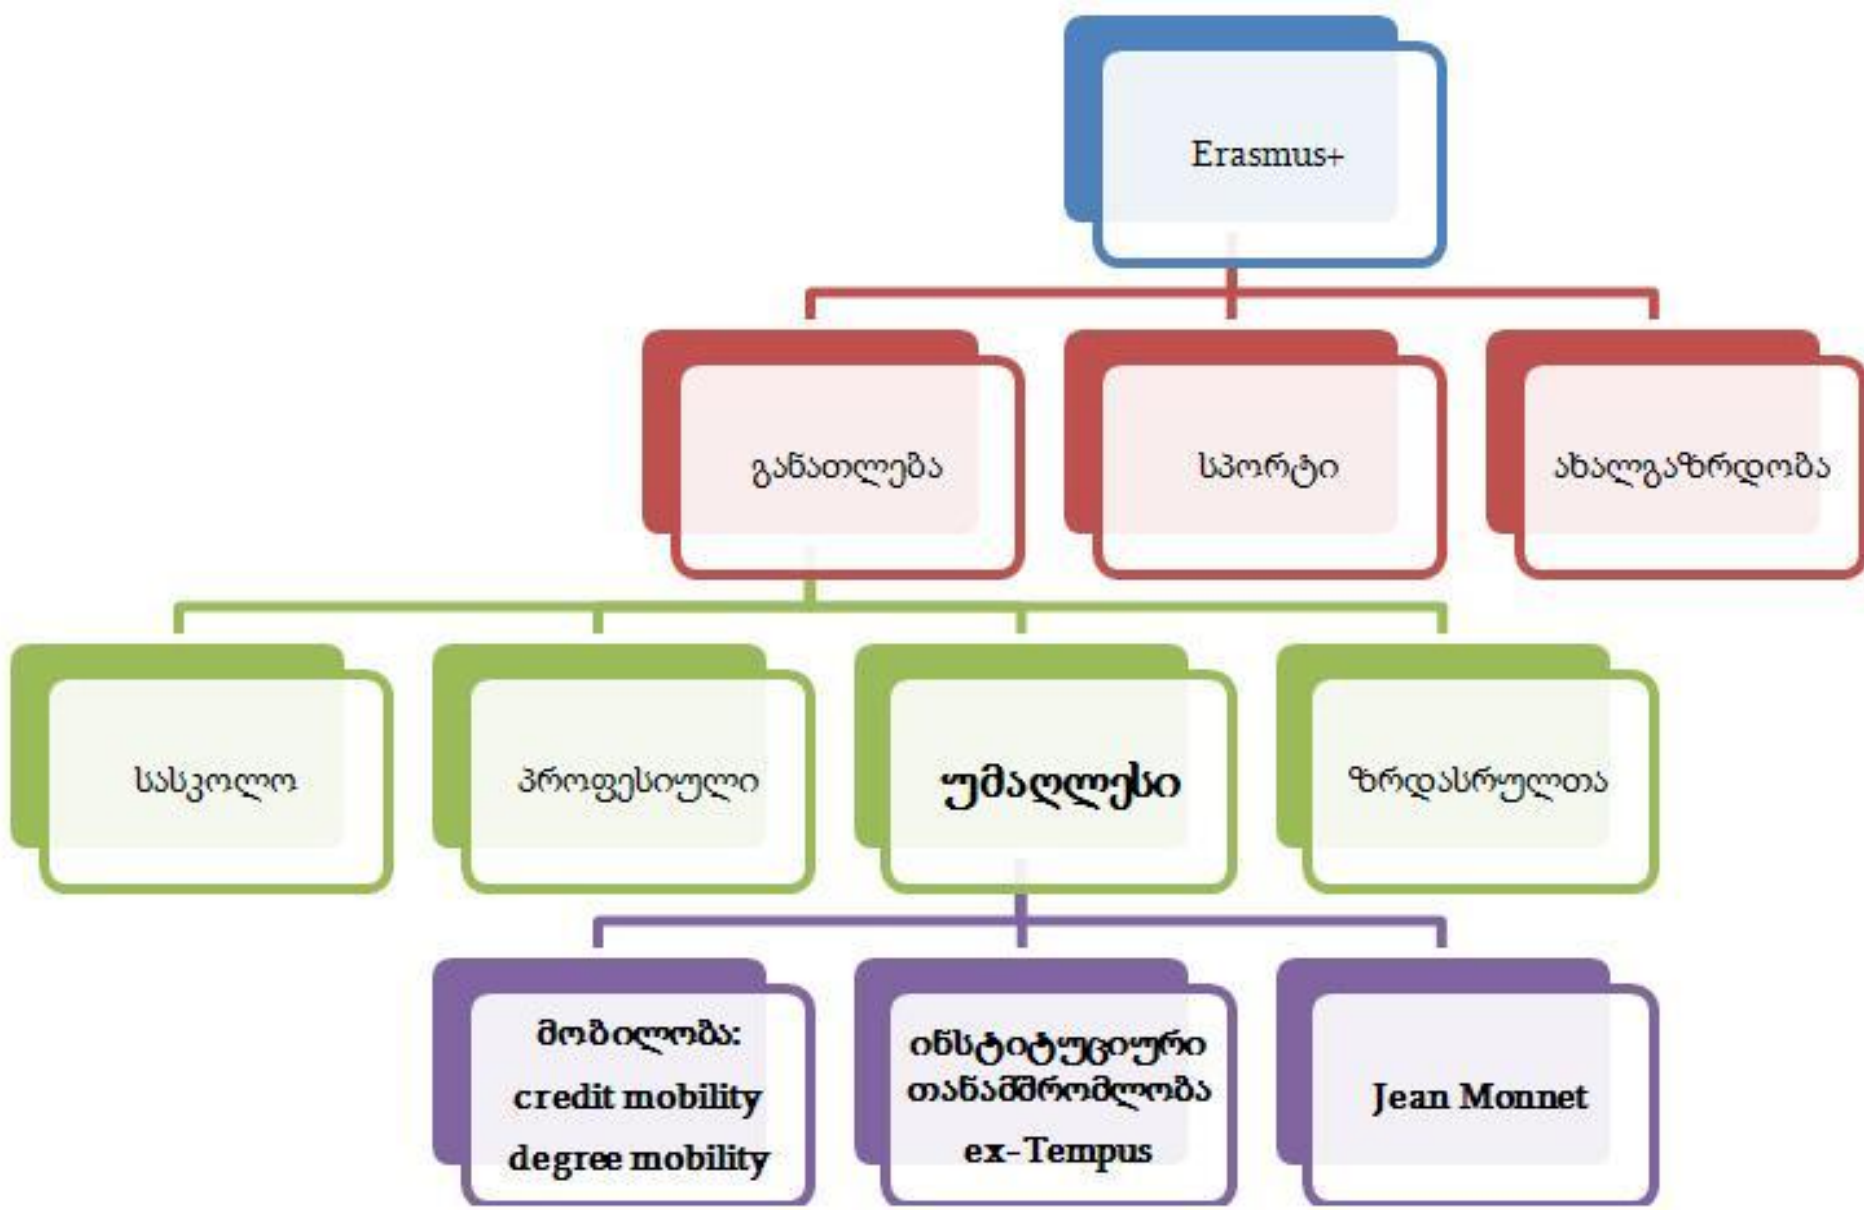 Erasmus+
განათლება
სპორტი
ახალგაზრდობა
სასკოლო
პროფესიული
უმაღლესი
ზრდასრულთა
მობილობა:
credit mobility
degree mobility
ინსტიტუციური
თანამშრომლობა
ex-Tempus
Jean Monnet